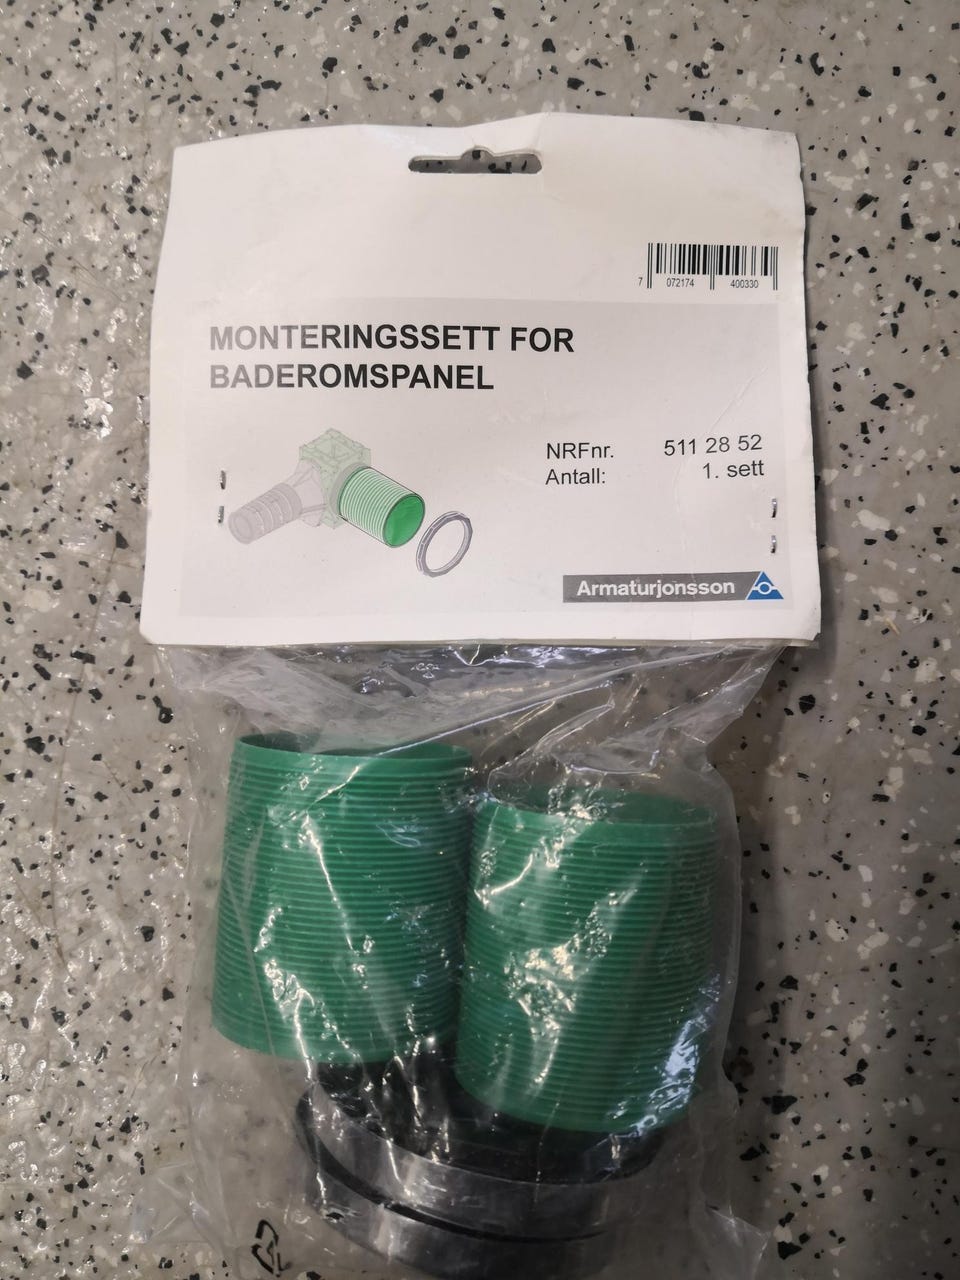 7 072174 400330
MONTERINGSSETT FOR
BADEROMSPANEL
NRFnr. 511 28 52
Antall: 1. sett
Armaturjonsson